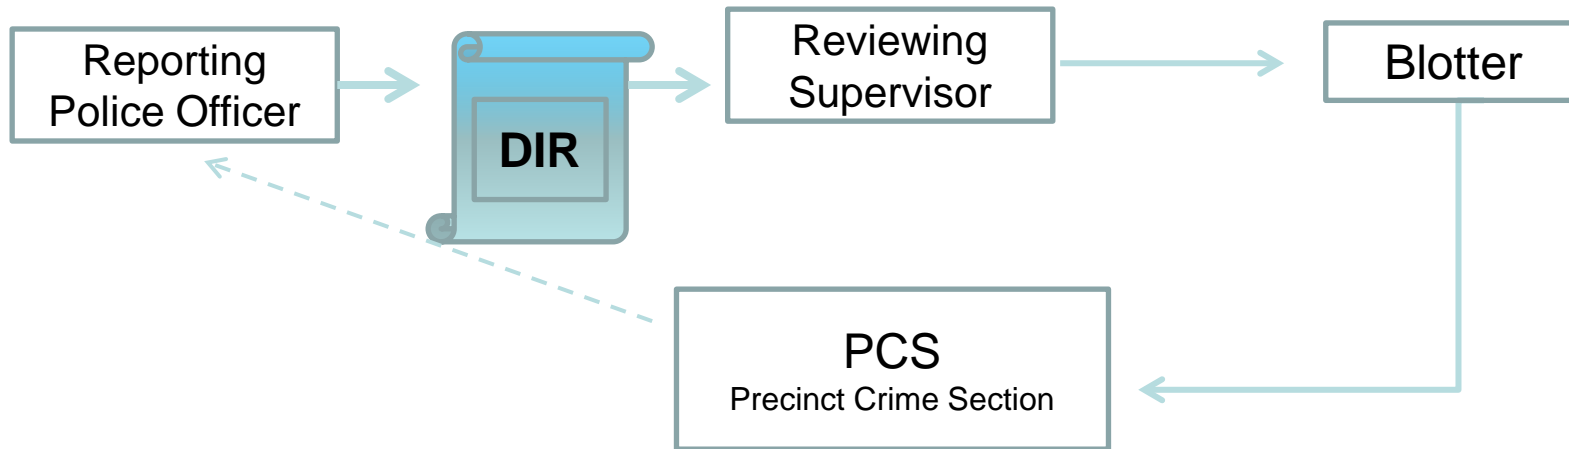 Reporting
Police Officer
DIR
Reviewing
Supervisor
Blotter
PCS
Precinct Crime Section